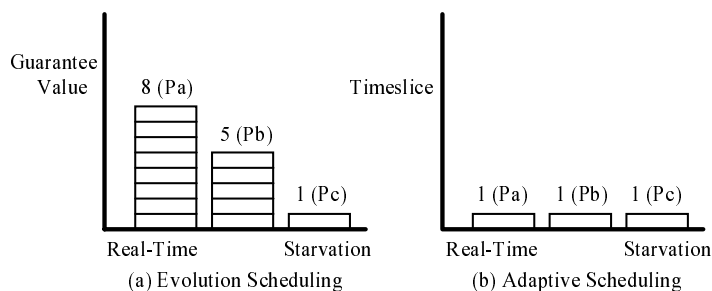 Guarantee
Value
8 (Pa)
5 (Pb)
1 (Pc)
Real-Time
Starvation
(a) Evolution Scheduling
Timeslice
1 (Pa)
1 (Pb)
1 (Pc)
Real-Time
Starvation
(b) Adaptive Scheduling